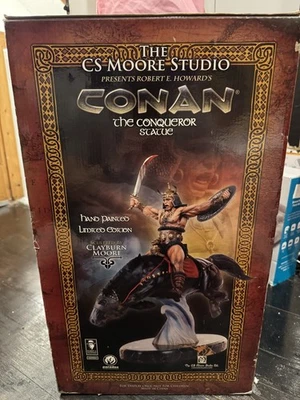 The
CS Moore Studio
presents Robert E. Howard's
CONAN®
the CONQUEROR
STATUE
Hand Painted
Limited Edition
Sculpted by
Clayburn
Moore